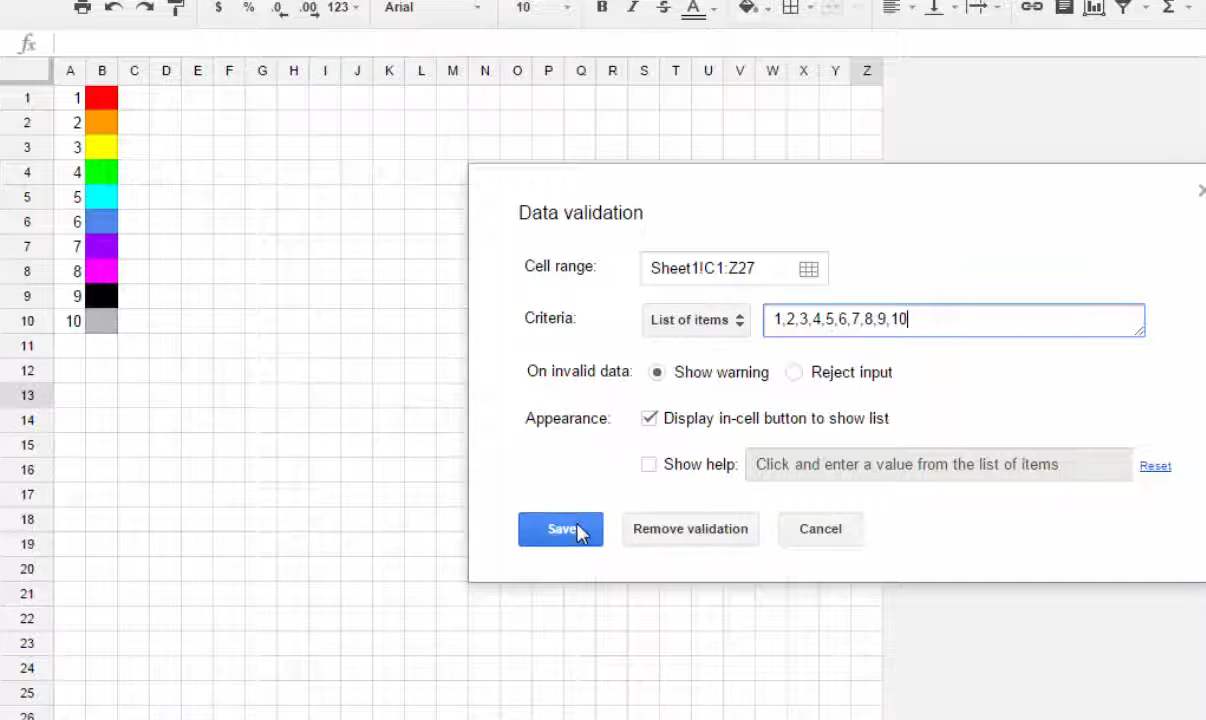 $ % .0 .00 123 Arial 10 B I S A Σ
fx
A B C D E F G H I J K L M N O P Q R S T U V W X Y Z
1 1
2 2
3 3
4 4
5 5
6 6
7 7
8 8
9 9
10 10
11
12
13
14
15
16
17
18
19
20
21
22
23
24
25
26
Data validation
Cell range: Sheet1!C1:Z27
Criteria: List of items 1,2,3,4,5,6,7,8,9,10
On invalid data: Show warning Reject input
Appearance: Display in-cell button to show list
Show help: Click and enter a value from the list of items Reset
Save Remove validation Cancel